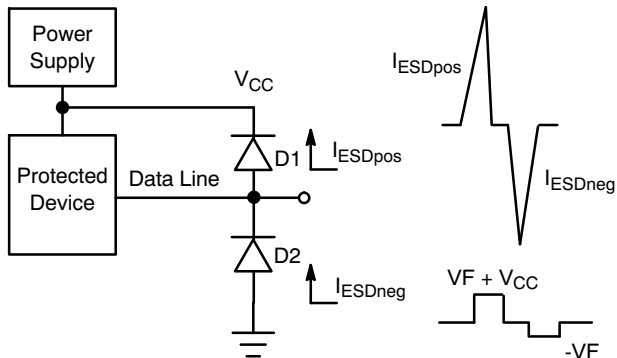 Power
Supply
V_CC
I_ESDpos
D1
I_ESDpos
Protected
Device
Data Line
I_ESDneg
D2
I_ESDneg
VF + V_CC
-VF